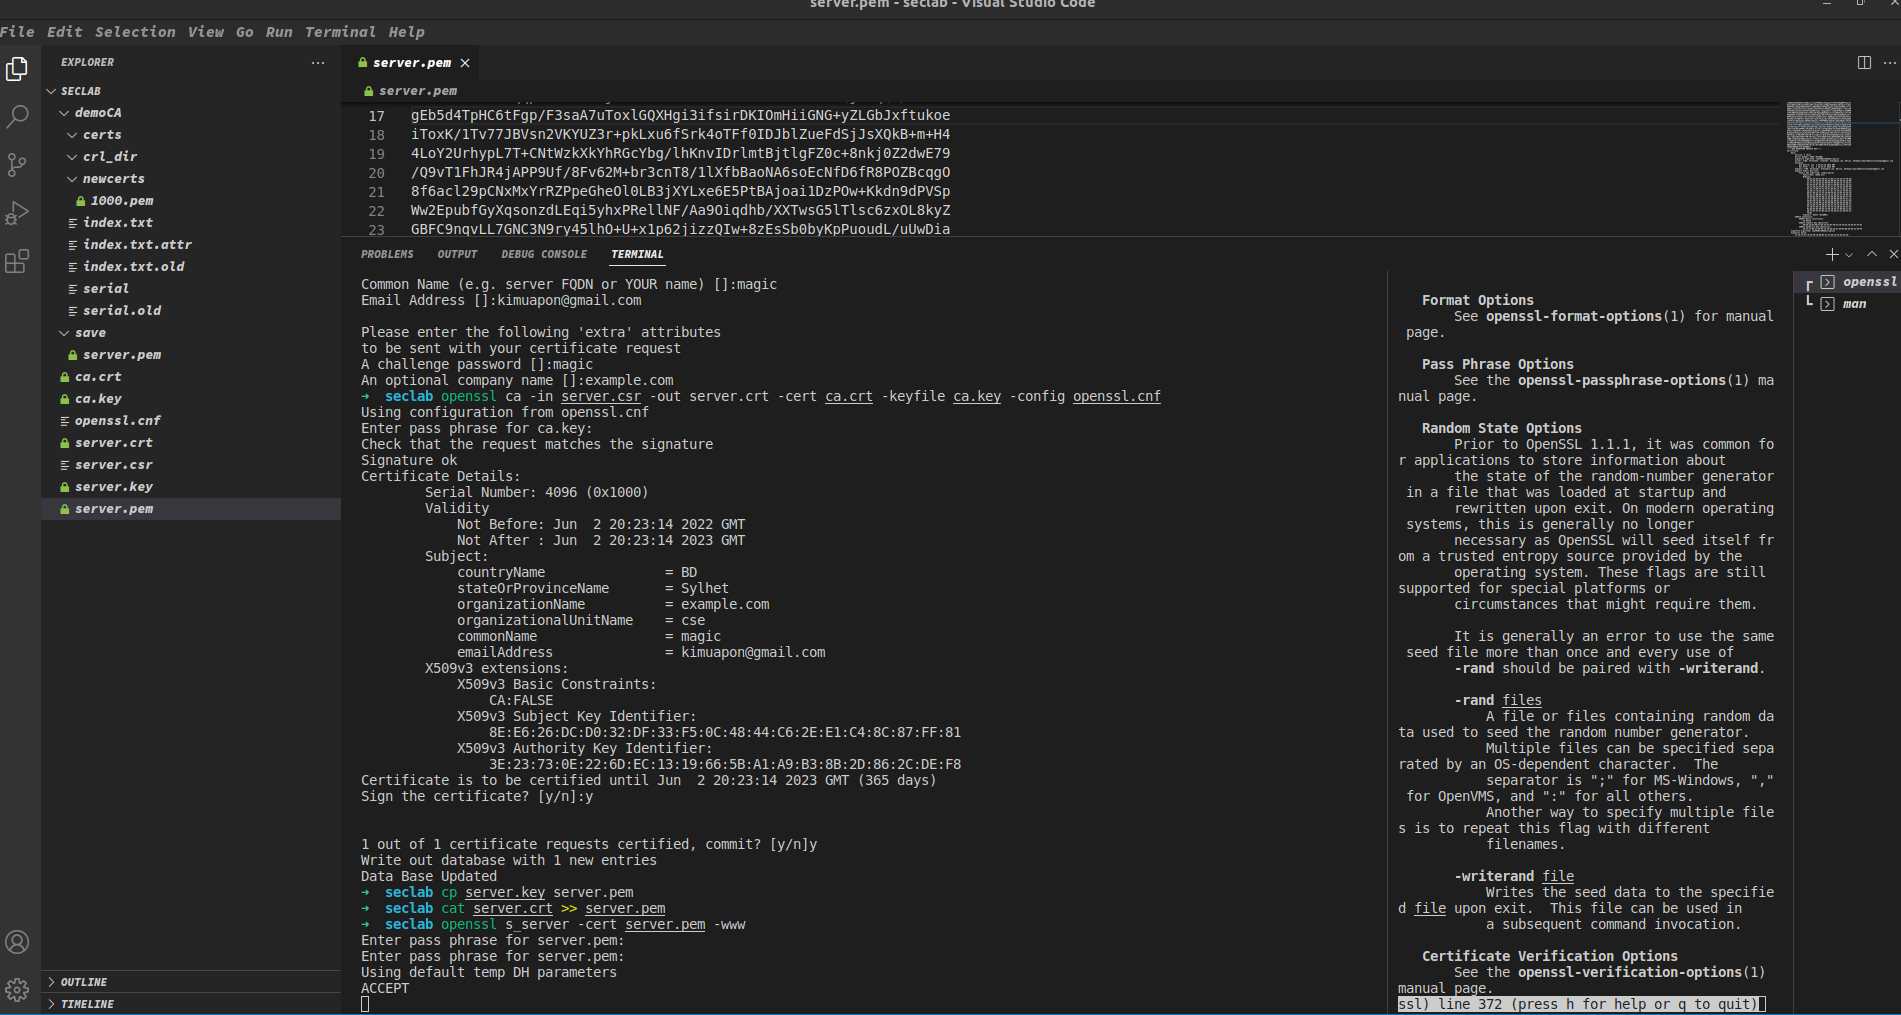 server.pem - seclab - Visual Studio Code
File Edit Selection View Go Run Terminal Help
EXPLORER
SECLAB
demoCA
certs
crl_dir
newcerts
1000.pem
index.txt
index.txt.attr
index.txt.old
serial
serial.old
save
server.pem
ca.crt
ca.key
openssl.cnf
server.crt
server.csr
server.key
server.pem
OUTLINE
TIMELINE
server.pem
server.pem
17 gEb5d4TpHC6tFgp/F3saA7uToxlGQXHgi3ifsirDKIOmHiiGNG+yZLGbJxftukoe
18 iToxK/1Tv77JBVsn2VKYUZ3r+pkLxu6fSrk4oTFf0IDJblZueFdSjJsXQkB+m+H4
19 4LoY2UrhypL7T+CNtWzkXkYhRGcYbg/lhKnvIDrlmtBjtlgFZ0c+8nkj0Z2dwE79
20 /Q9vT1FhJR4jAPP9Uf/8Fv62M+br3cnT8/1lXfbBaoNA6soEcNfD6fR8POZBcqgO
21 8f6acl29pCNxMxYrRZPpeGheOl0LB3jXYLxe6E5PtBAjoai1DzPOw+Kkdn9dPVSp
22 Ww2EpubfGyXqsonzdLEqi5yhxPRellNF/Aa9Oiqdhb/XXTwsG5lTlsc6zxOL8kyZ
23 GBFC9nqvLL7GNC3N9ry45lhO+U+x1p62jizzQIw+8zEsSb0byKpPuoudL/uUwDia
PROBLEMS OUTPUT DEBUG CONSOLE TERMINAL
Common Name (e.g. server FQDN or YOUR name) []:magic
Email Address []:kimuapon@gmail.com
Please enter the following 'extra' attributes
to be sent with your certificate request
A challenge password []:magic
An optional company name []:example.com
➜ seclab openssl ca -in server.csr -out server.crt -cert ca.crt -keyfile ca.key -config openssl.cnf
Using configuration from openssl.cnf
Enter pass phrase for ca.key:
Check that the request matches the signature
Signature ok
Certificate Details:
Serial Number: 4096 (0x1000)
Validity
Not Before: Jun  2 20:23:14 2022 GMT
Not After : Jun  2 20:23:14 2023 GMT
Subject:
countryName = BD
stateOrProvinceName = Sylhet
organizationName = example.com
organizationalUnitName = cse
commonName = magic
emailAddress = kimuapon@gmail.com
X509v3 extensions:
X509v3 Basic Constraints:
CA:FALSE
X509v3 Subject Key Identifier:
8E:E6:26:DC:D0:32:DF:33:F5:0C:48:44:C6:2E:E1:C4:8C:87:FF:81
X509v3 Authority Key Identifier:
3E:23:73:0E:22:6D:EC:13:19:66:5B:A1:A9:B3:8B:2D:86:2C:DE:F8
Certificate is to be certified until Jun  2 20:23:14 2023 GMT (365 days)
Sign the certificate? [y/n]:y
1 out of 1 certificate requests certified, commit? [y/n]y
Write out database with 1 new entries
Data Base Updated
➜ seclab cp server.key server.pem
➜ seclab cat server.crt >> server.pem
➜ seclab openssl s_server -cert server.pem -www
Enter pass phrase for server.pem:
Enter pass phrase for server.pem:
Using default temp DH parameters
ACCEPT
Format Options
See openssl-format-options(1) for manual
page.
Pass Phrase Options
See the openssl-passphrase-options(1) ma
nual page.
Random State Options
Prior to OpenSSL 1.1.1, it was common fo
r applications to store information about
the state of the random-number generator
in a file that was loaded at startup and
rewritten upon exit. On modern operating
systems, this is generally no longer
necessary as OpenSSL will seed itself fr
om a trusted entropy source provided by the
operating system. These flags are still
supported for special platforms or
circumstances that might require them.
It is generally an error to use the same
seed file more than once and every use of
-rand should be paired with -writerand.
-rand files
A file or files containing random da
ta used to seed the random number generator.
Multiple files can be specified sepa
rated by an OS-dependent character.  The
separator is ";" for MS-Windows, ","
for OpenVMS, and ":" for all others.
Another way to specify multiple file
s is to repeat this flag with different
filenames.
-writerand file
Writes the seed data to the specifie
d file upon exit.  This file can be used in
a subsequent command invocation.
Certificate Verification Options
See the openssl-verification-options(1)
manual page.
ssl) line 372 (press h for help or q to quit)
openssl
man